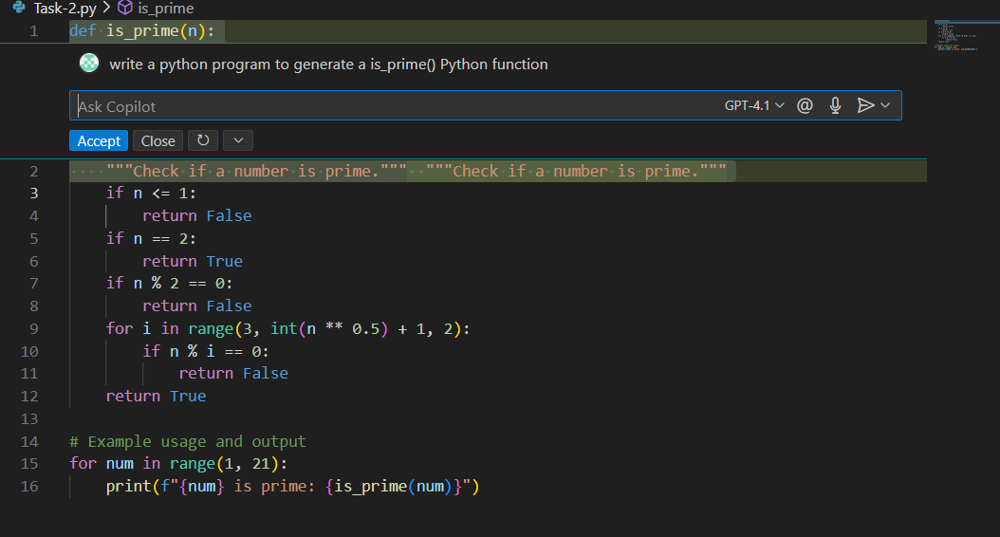 Task-2.py > is_prime
1 def is_prime(n):
write a python program to generate a is_prime() Python function
Ask Copilot GPT-4.1
Accept Close
2     """Check if a number is prime."""  """Check if a number is prime."""
3     if n <= 1:
4         return False
5     if n == 2:
6         return True
7     if n % 2 == 0:
8         return False
9     for i in range(3, int(n ** 0.5) + 1, 2):
10         if n % i == 0:
11             return False
12     return True
13
14 # Example usage and output
15 for num in range(1, 21):
16     print(f"{num} is prime: {is_prime(num)}")